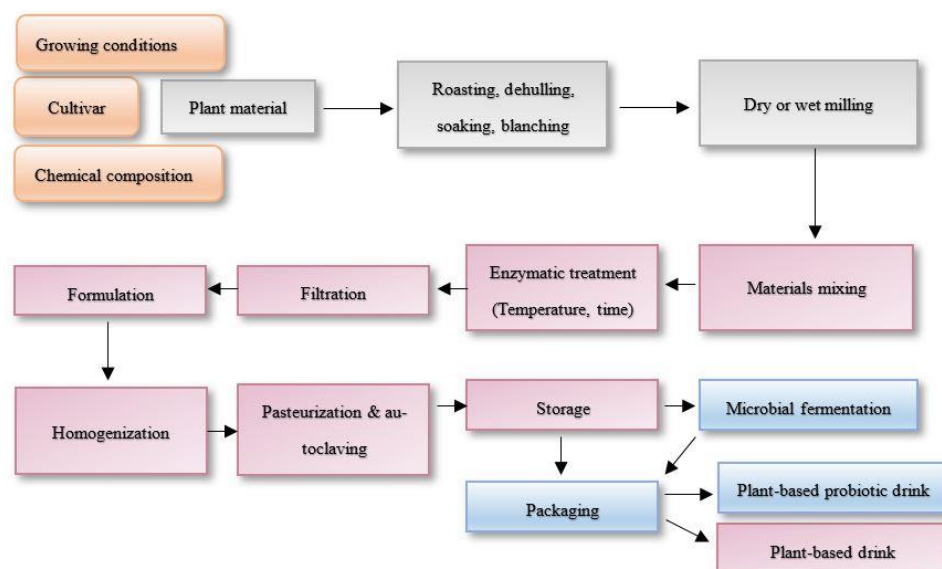 Growing conditions
Cultivar
Chemical composition
Plant material
Roasting, dehulling,
soaking, blanching
Dry or wet milling
Materials mixing
Enzymatic treatment
(Temperature, time)
Filtration
Formulation
Homogenization
Pasteurization & au-
toclaving
Storage
Microbial fermentation
Packaging
Plant-based probiotic drink
Plant-based drink